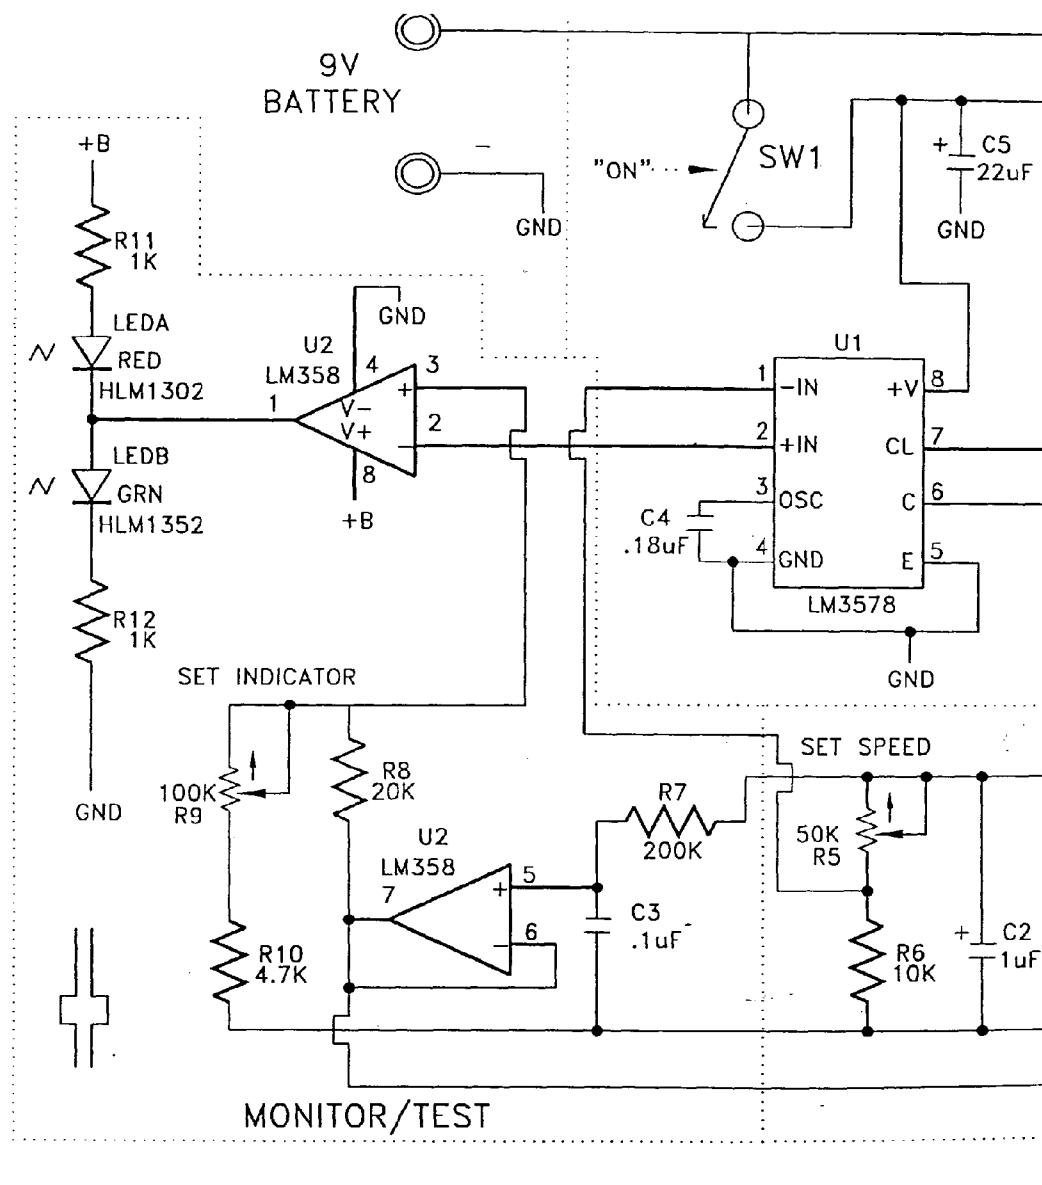 9V
BATTERY
−
GND
+B
R11
1K
LEDA
RED
HLM1302
LEDB
GRN
HLM1352
R12
1K
GND
"ON"
SW1
+ C5
22uF
GND
GND
U2
LM358
4
3
+
V−
1
V+
2
−
8
+B
U1
1
−IN
+V
8
2
+IN
CL
7
3
OSC
C
6
C4
.18uF
4
GND
E
5
LM3578
GND
SET INDICATOR
100K
R9
R8
20K
R10
4.7K
U2
LM358
7
5
+
6
−
R7
200K
C3
.1uF
SET SPEED
50K
R5
R6
10K
+ C2
1uF
MONITOR/TEST